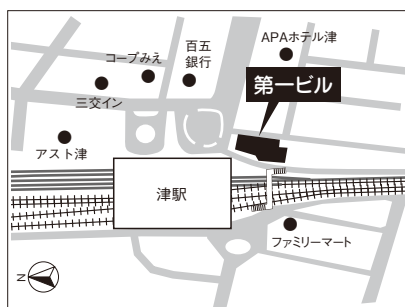 APAホテル津
百五
銀行
コープみえ
三交イン
第一ビル
アスト津
津駅
ファミリーマート
N